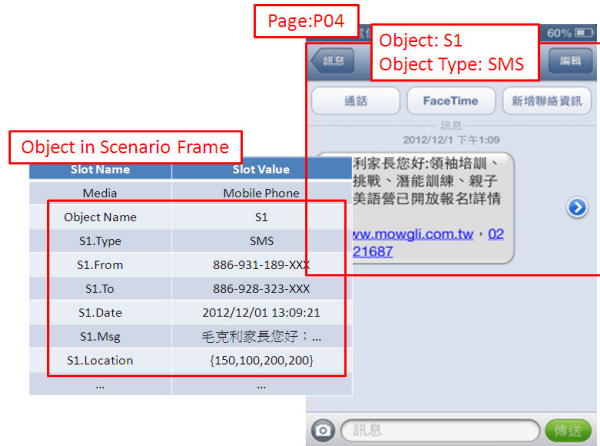 Page:P04
60%
Object: S1
Object Type: SMS
訊息
編輯
通話
FaceTime
新增聯絡資訊
訊息
2012/12/1 下午1:09
利家長您好:領袖培訓、
挑戰、潛能訓練、親子
美語營已開放報名!詳情
ww.mowgli.com.tw，02
21687
訊息
傳送
Object in Scenario Frame
Slot Name Slot Value
Media Mobile Phone
Object Name S1
S1.Type SMS
S1.From 886-931-189-XXX
S1.To 886-928-323-XXX
S1.Date 2012/12/01 13:09:21
S1.Msg 毛克利家長您好；...
S1.Location {150,100,200,200}
... ...